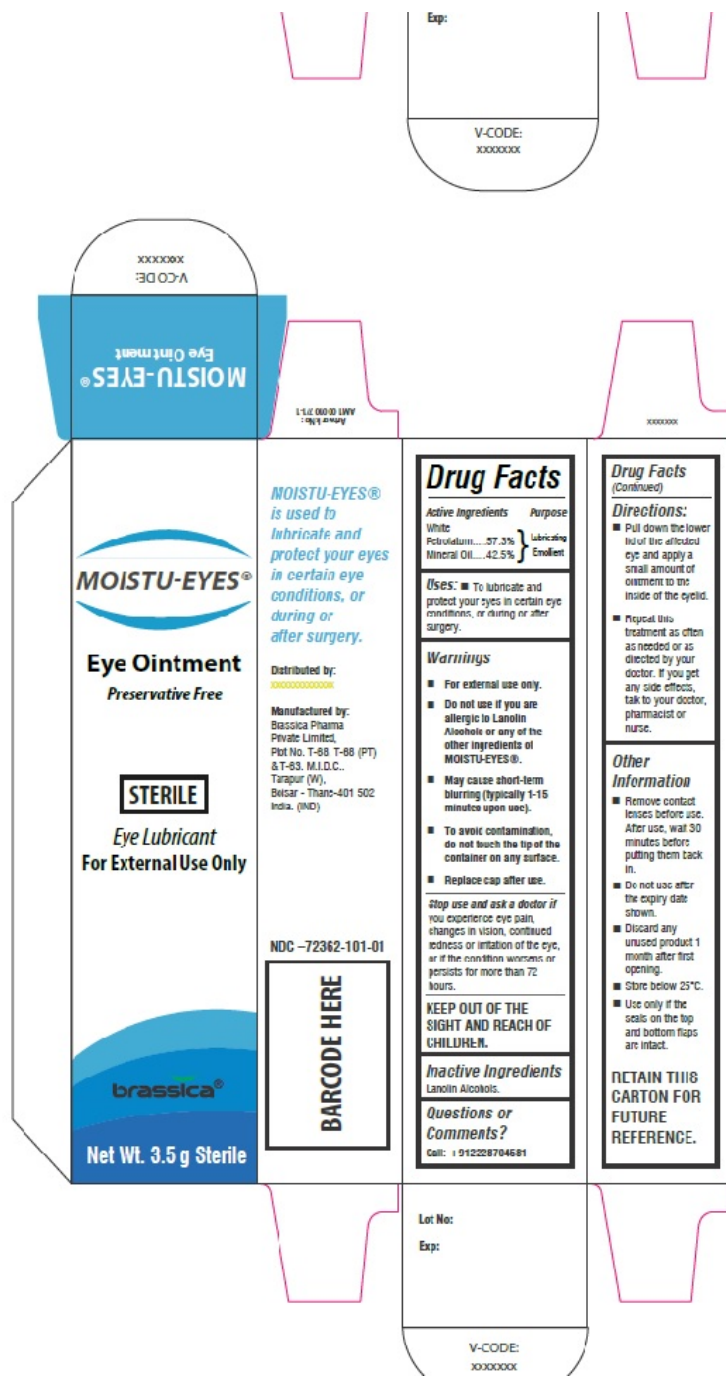 Exp:
V-CODE:
xxxxxxx
V-CODE:
xxxxxxx
MOISTU-EYES®
Eye Ointment
Artwork No :
xxxxxxx
MOISTU-EYES®
Eye Ointment
Preservative Free
STERILE
Eye Lubricant
For External Use Only
brassica®
Net Wt. 3.5 g Sterile
MOISTU-EYES®
is used to
lubricate and
protect your eyes
in certain eye
conditions, or
during or
after surgery.
Distributed by:
xxxxxxxxxxxxx
Manufactured by:
Brassica Pharma
Private Limited,
Plot No. T-68, T-68 (PT)
& T-63, M.I.D.C.,
Tarapur (W),
Boisar - Thane-401 502
India. (IND)
NDC –72362-101-01
BARCODE HERE
Drug Facts
Active Ingredients Purpose
White
Petrolatum.....57.3% Lubricating
Mineral Oil.....42.5% Emollient
Uses: ■ To lubricate and
protect your eyes in certain eye
conditions, or during or after
surgery.
Warnings
■ For external use only.
■ Do not use if you are
allergic to Lanolin
Alcohols or any of the
other ingredients of
MOISTU-EYES®.
■ May cause short-term
blurring (typically 1-15
minutes upon use).
■ To avoid contamination,
do not touch the tip of the
container on any surface.
■ Replace cap after use.
Stop use and ask a doctor if
you experience eye pain,
changes in vision, continued
redness or irritation of the eye,
or if the condition worsens or
persists for more than 72
hours.
KEEP OUT OF THE
SIGHT AND REACH OF
CHILDREN.
Inactive Ingredients
Lanolin Alcohols.
Questions or
Comments?
Call: +912228704681
Drug Facts
(Continued)
Directions:
■ Pull down the lower
lid of the affected
eye and apply a
small amount of
ointment to the
inside of the eyelid.
■ Repeat this
treatment as often
as needed or as
directed by your
doctor. If you get
any side effects,
talk to your doctor,
pharmacist or
nurse.
Other
Information
■ Remove contact
lenses before use.
After use, wait 30
minutes before
putting them back
in.
■ Do not use after
the expiry date
shown.
■ Discard any
unused product 1
month after first
opening.
■ Store below 25°C.
■ Use only if the
seals on the top
and bottom flaps
are intact.
RETAIN THIS
CARTON FOR
FUTURE
REFERENCE.
Lot No:
Exp:
V-CODE:
xxxxxxx